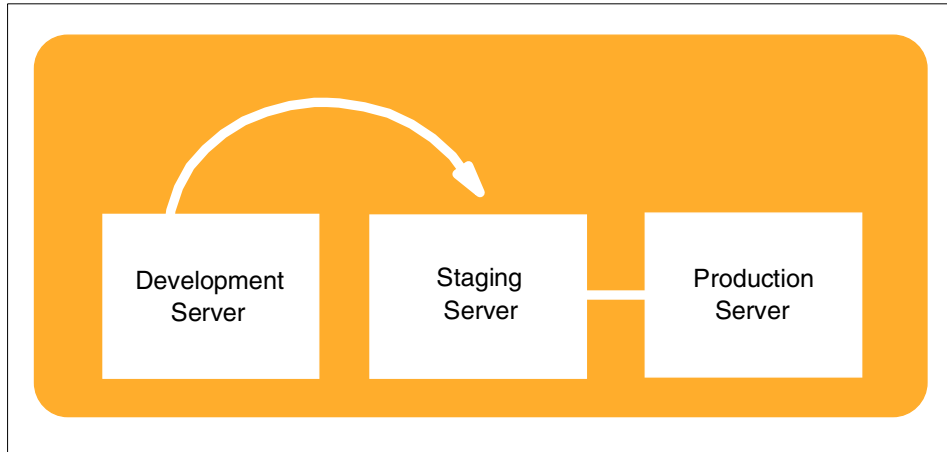 Development
Server
Staging
Server
Production
Server